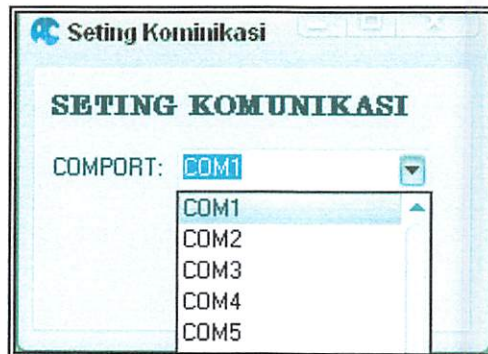 Seting Kominikasi
SETING KOMUNIKASI
COMPORT: COM1
COM1
COM2
COM3
COM4
COM5